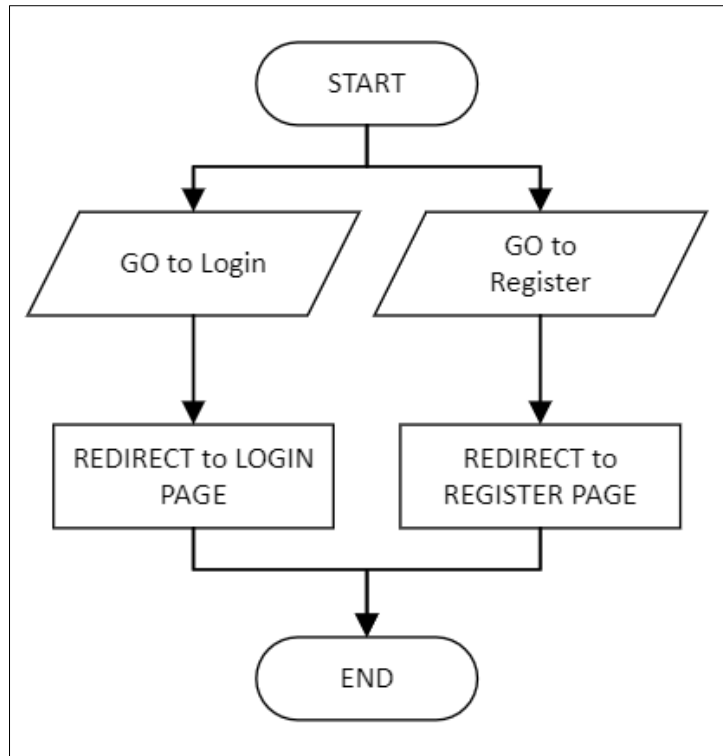 START
GO to Login
GO to
Register
REDIRECT to LOGIN
PAGE
REDIRECT to
REGISTER PAGE
END